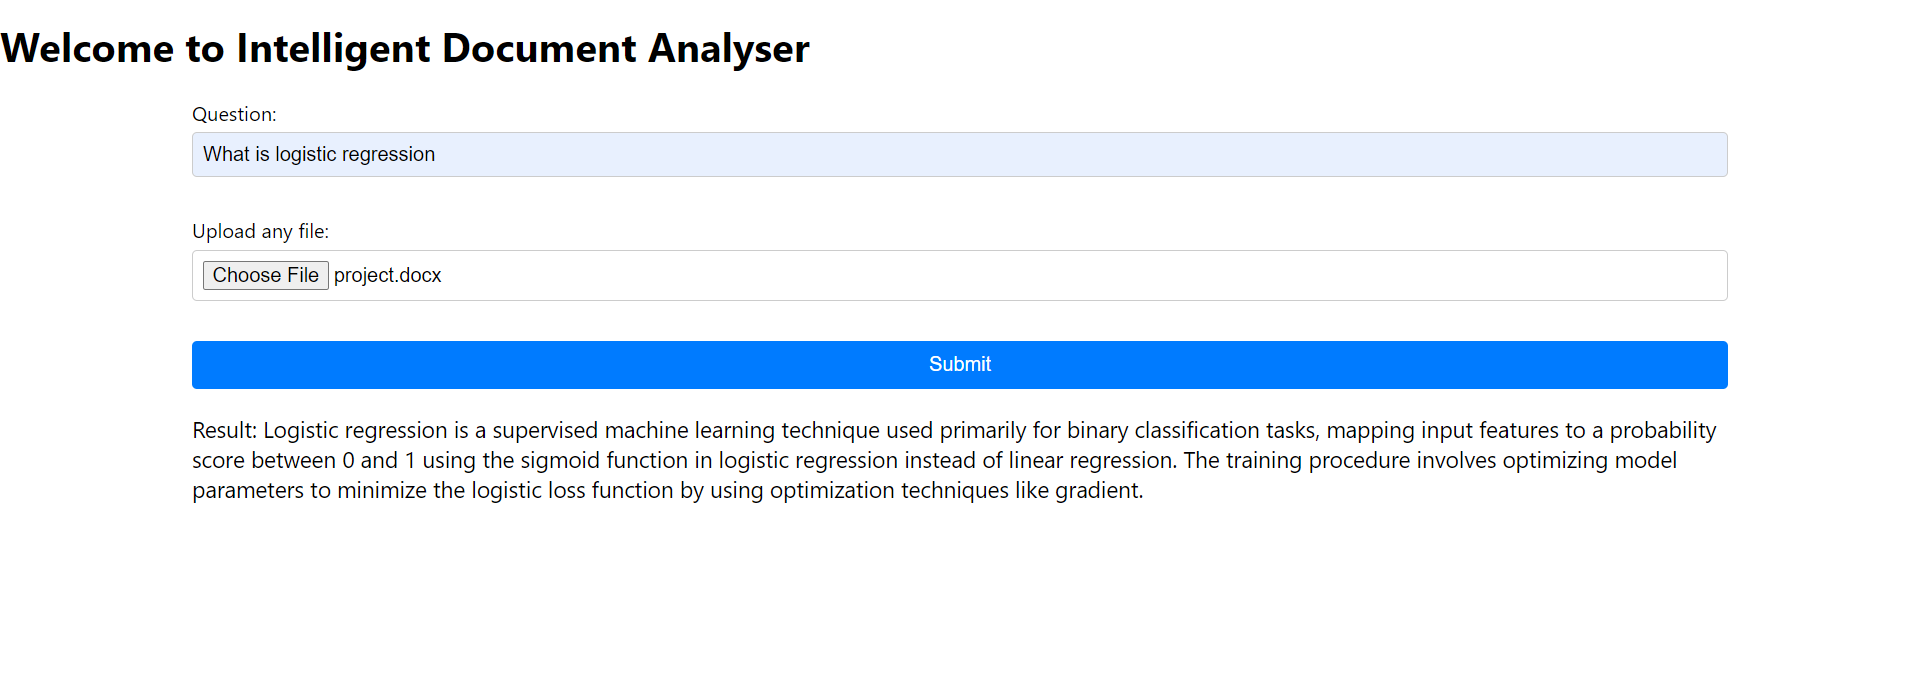 Welcome to Intelligent Document Analyser
Question:
What is logistic regression
Upload any file:
Choose File project.docx
Submit
Result: Logistic regression is a supervised machine learning technique used primarily for binary classification tasks, mapping input features to a probability
score between 0 and 1 using the sigmoid function in logistic regression instead of linear regression. The training procedure involves optimizing model
parameters to minimize the logistic loss function by using optimization techniques like gradient.